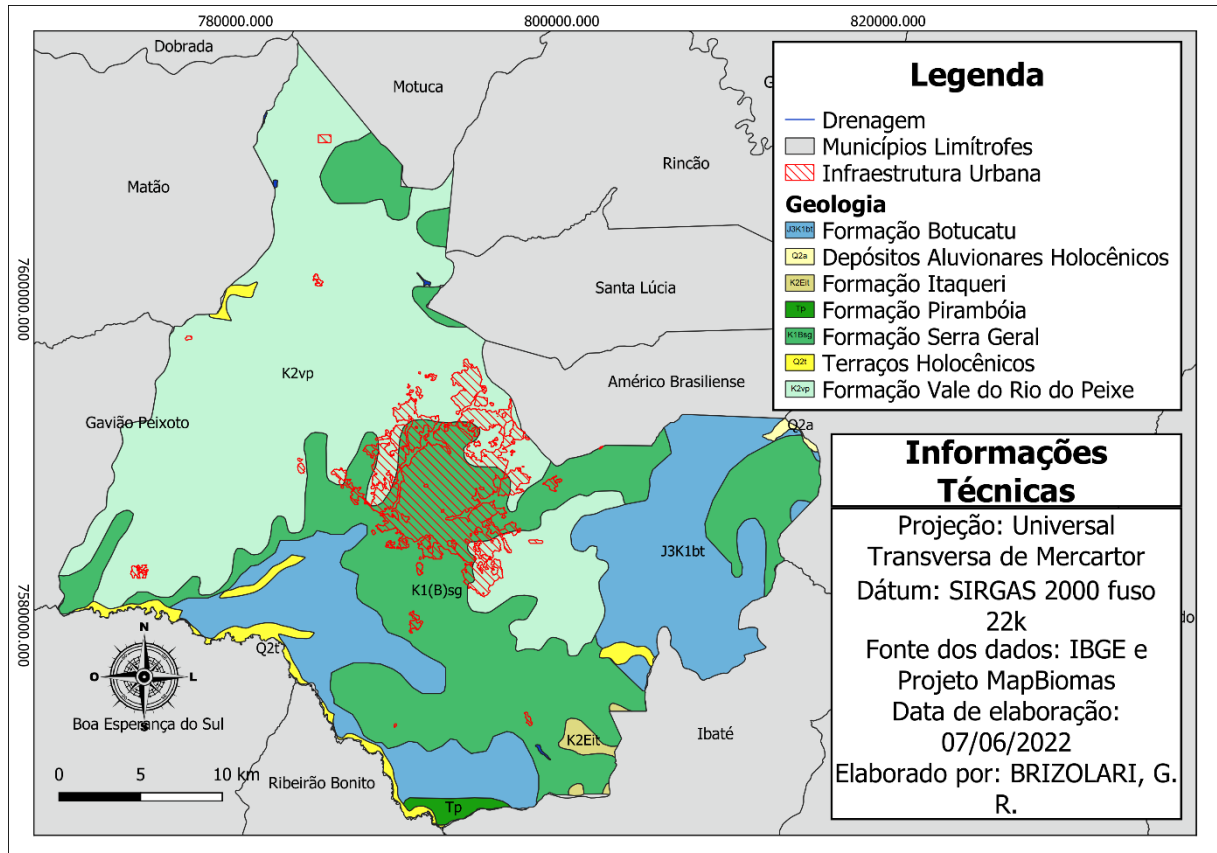 780000.000
800000.000
820000.000
Dobrada
Motuca
Matão
Rincão
G
7600000.000
Santa Lúcia
K2vp
Américo Brasiliense
Gavião Peixoto
Q2a
J3K1bt
K1(B)sg
7580000.000
Q2t
N
O
L
S
Boa Esperança do Sul
K2Eit
Ibaté
Ribeirão Bonito
Tp
do
0 5 10 km
Legenda
Drenagem
Municípios Limítrofes
Infraestrutura Urbana
Geologia
J3K1bt Formação Botucatu
Q2a Depósitos Aluvionares Holocênicos
K2Eit Formação Itaqueri
Tp Formação Pirambóia
K1Bsg Formação Serra Geral
Q2t Terraços Holocênicos
K2vp Formação Vale do Rio do Peixe
Informações
Técnicas
Projeção: Universal
Transversa de Mercartor
Dátum: SIRGAS 2000 fuso
22k
Fonte dos dados: IBGE e
Projeto MapBiomas
Data de elaboração:
07/06/2022
Elaborado por: BRIZOLARI, G.
R.